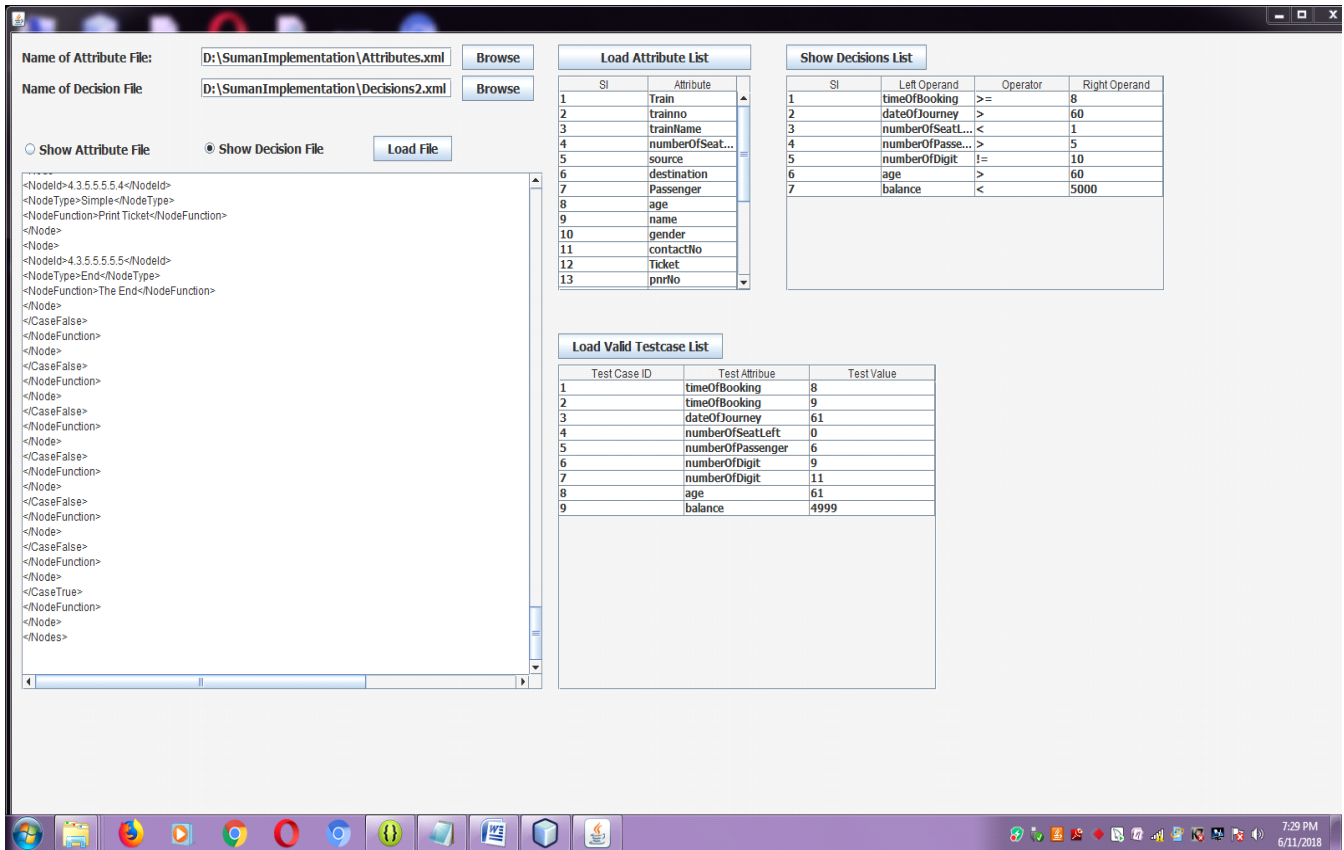 Name of Attribute File: D:\SumanImplementation\Attributes.xml Browse
Name of Decision File D:\SumanImplementation\Decisions2.xml Browse
Show Attribute File Show Decision File Load File
<NodeId>4.3.5.5.5.5.4</NodeId>
<NodeType>Simple</NodeType>
<NodeFunction>Print Ticket</NodeFunction>
</Node>
<Node>
<NodeId>4.3.5.5.5.5.5</NodeId>
<NodeType>End</NodeType>
<NodeFunction>The End</NodeFunction>
</Node>
</CaseFalse>
</NodeFunction>
</Node>
</CaseFalse>
</NodeFunction>
</Node>
</CaseFalse>
</NodeFunction>
</Node>
</CaseFalse>
</NodeFunction>
</Node>
</CaseFalse>
</NodeFunction>
</Node>
</CaseFalse>
</NodeFunction>
</Node>
</CaseTrue>
</NodeFunction>
</Node>
</Nodes>
Load Attribute List
Sl Attribute
1 Train
2 trainno
3 trainName
4 numberOfSeat...
5 source
6 destination
7 Passenger
8 age
9 name
10 gender
11 contactNo
12 Ticket
13 pnrNo
Show Decisions List
Sl Left Operand Operator Right Operand
1 timeOfBooking >= 8
2 dateOfJourney > 60
3 numberOfSeatL... < 1
4 numberOfPasse... > 5
5 numberOfDigit != 10
6 age > 60
7 balance < 5000
Load Valid Testcase List
Test Case ID Test Attribue Test Value
1 timeOfBooking 8
2 timeOfBooking 9
3 dateOfJourney 61
4 numberOfSeatLeft 0
5 numberOfPassenger 6
6 numberOfDigit 9
7 numberOfDigit 11
8 age 61
9 balance 4999
7:29 PM
6/11/2018